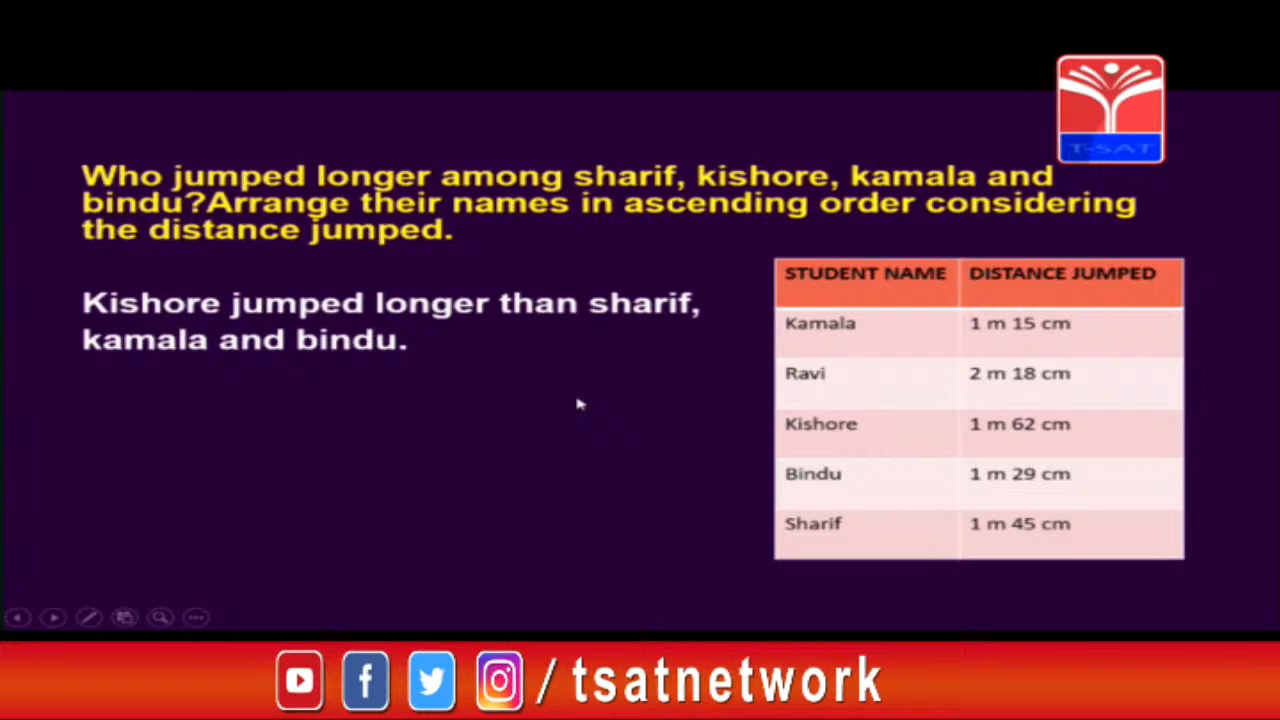 T-SAT
Who jumped longer among sharif, kishore, kamala and
bindu?Arrange their names in ascending order considering
the distance jumped.
Kishore jumped longer than sharif,
kamala and bindu.
STUDENT NAME DISTANCE JUMPED
Kamala 1 m 15 cm
Ravi 2 m 18 cm
Kishore 1 m 62 cm
Bindu 1 m 29 cm
Sharif 1 m 45 cm
/ tsatnetwork